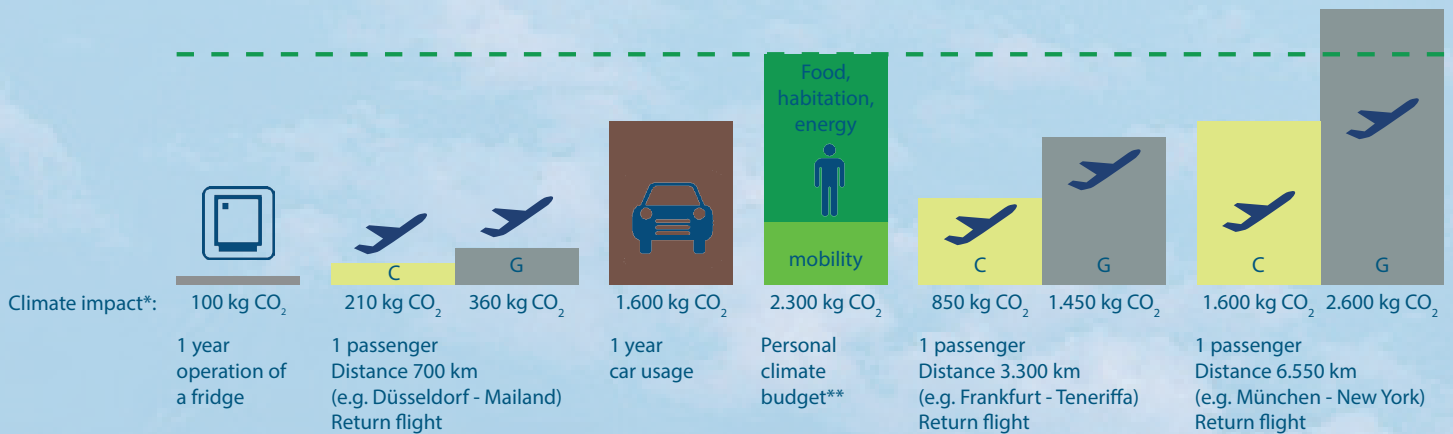 Food,
habitation,
energy
mobility
C
G
C
G
C
G
Climate impact*:
100 kg CO₂
210 kg CO₂
360 kg CO₂
1.600 kg CO₂
2.300 kg CO₂
850 kg CO₂
1.450 kg CO₂
1.600 kg CO₂
2.600 kg CO₂
1 year
operation of
a fridge
1 passenger
Distance 700 km
(e.g. Düsseldorf - Mailand)
Return flight
1 year
car usage
Personal
climate
budget**
1 passenger
Distance 3.300 km
(e.g. Frankfurt - Teneriffa)
Return flight
1 passenger
Distance 6.550 km
(e.g. München - New York)
Return flight